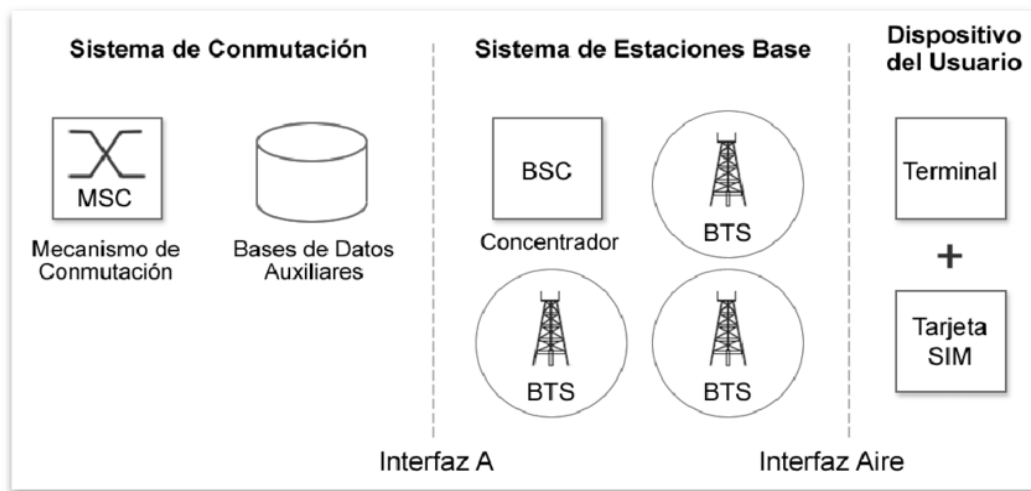 Sistema de Conmutación
MSC
Mecanismo de
Conmutación
Bases de Datos
Auxiliares
Sistema de Estaciones Base
BSC
Concentrador
BTS
BTS
BTS
Dispositivo
del Usuario
Terminal
+
Tarjeta
SIM
Interfaz A
Interfaz Aire